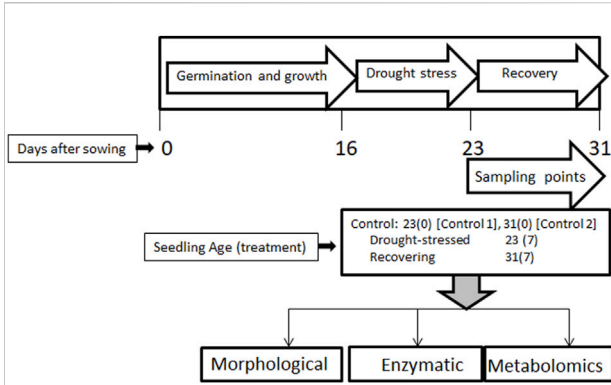 Germination and growth
Drought stress
Recovery
Days after sowing
0
16
23
31
Sampling points
Control: 23(0) [Control 1], 31(0) [Control 2]
Drought-stressed 23 (7)
Recovering 31(7)
Seedling Age (treatment)
Morphological
Enzymatic
Metabolomics